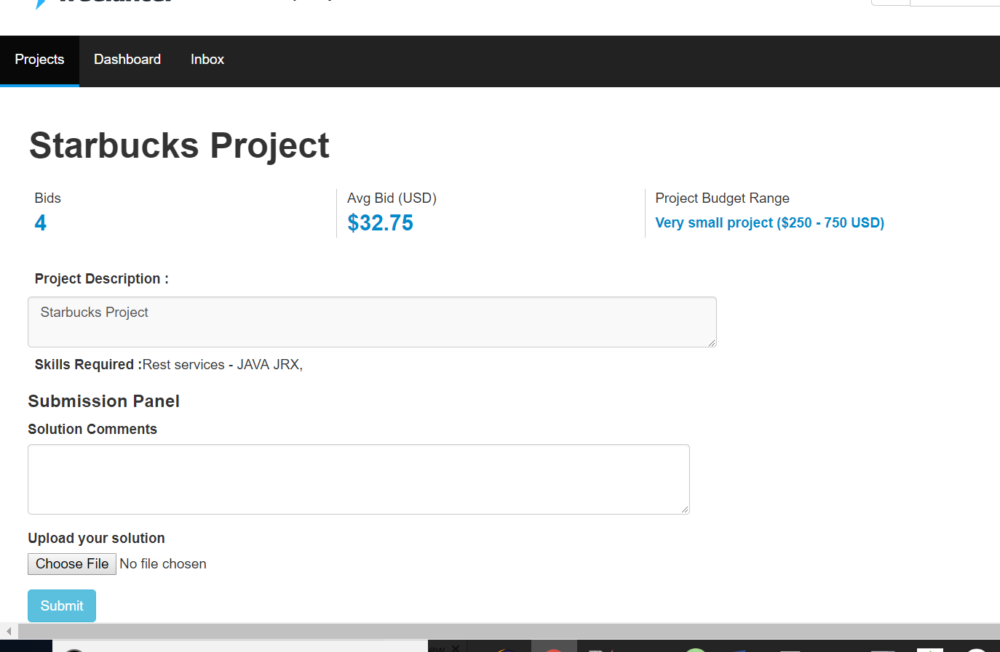 Projects Dashboard Inbox
Starbucks Project
Bids
4
Avg Bid (USD)
$32.75
Project Budget Range
Very small project ($250 - 750 USD)
Project Description :
Starbucks Project
Skills Required :Rest services - JAVA JRX,
Submission Panel
Solution Comments
Upload your solution
Choose File No file chosen
Submit